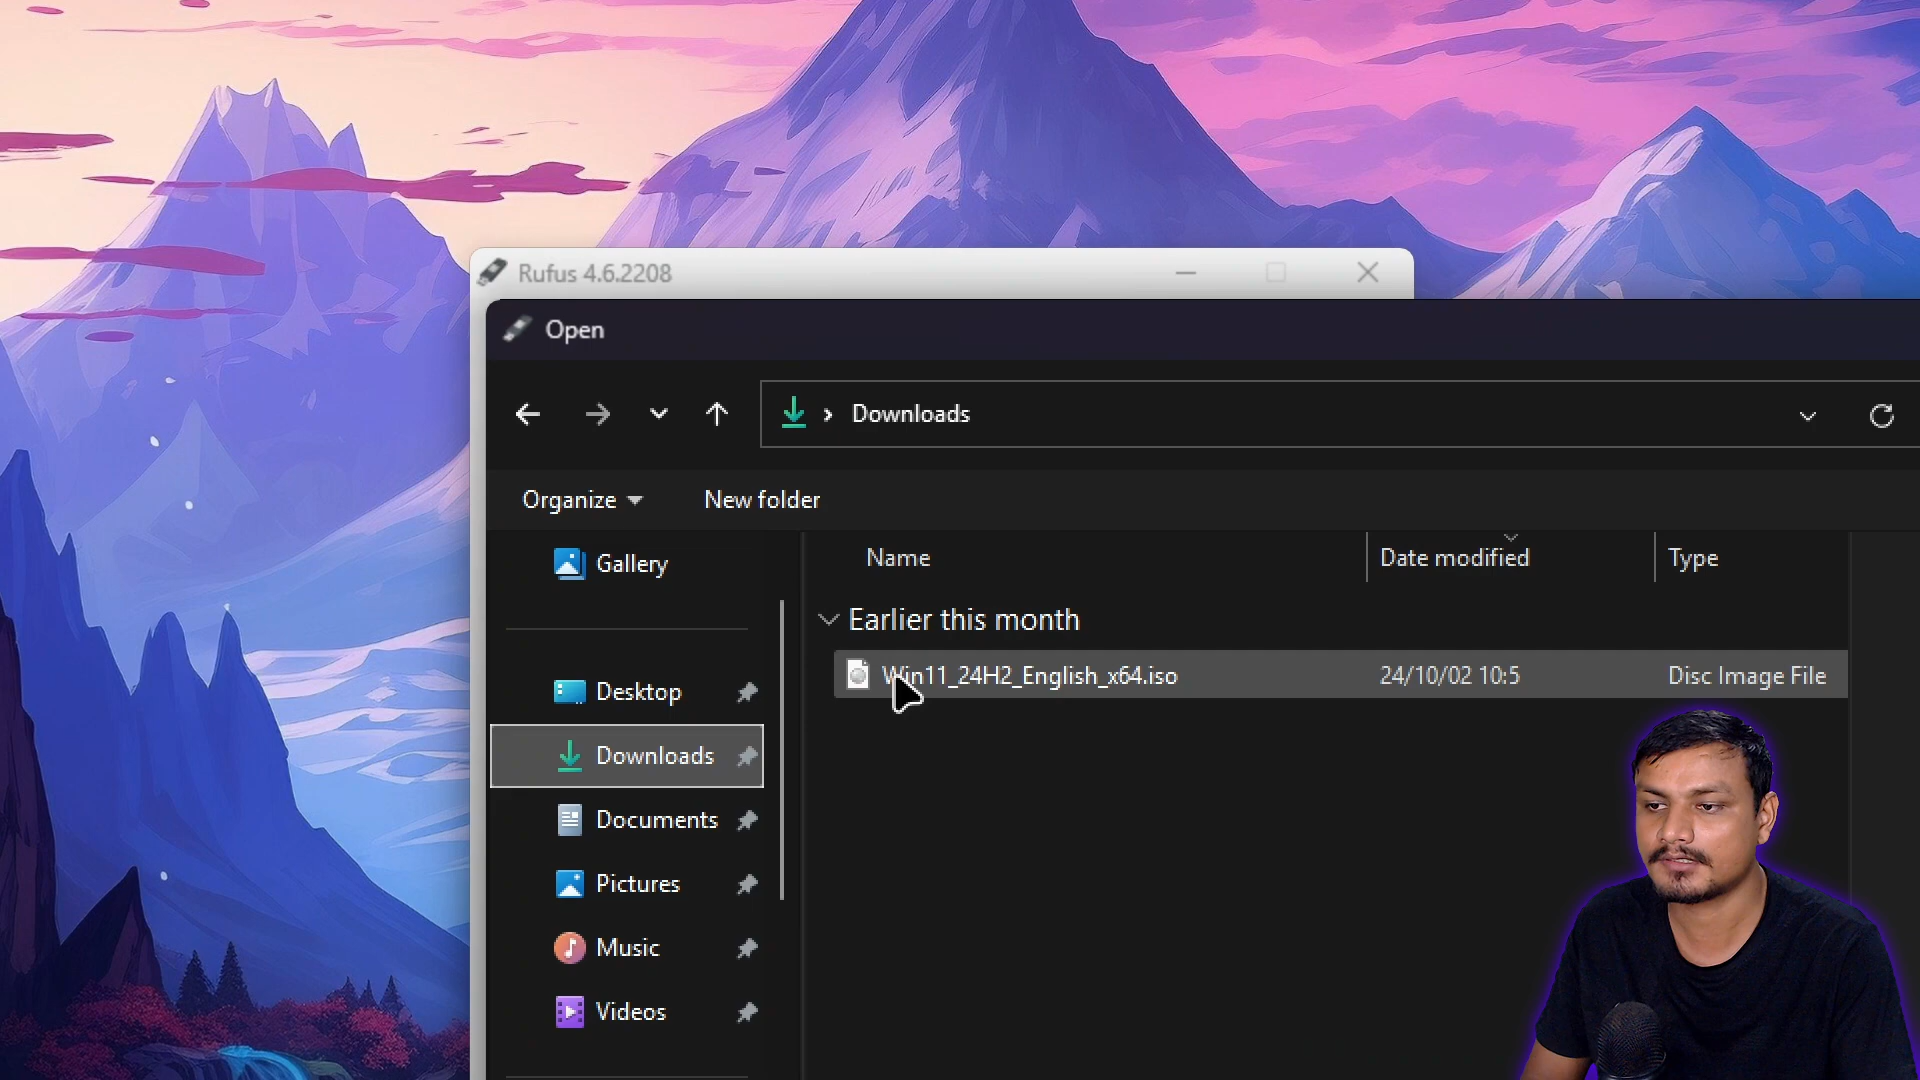 Rufus 4.6.2208
Open
Downloads
Organize
New folder
Gallery
Desktop
Downloads
Documents
Pictures
Music
Videos
Name
Date modified
Type
Earlier this month
Win11_24H2_English_x64.iso
24/10/02 10:5
Disc Image File